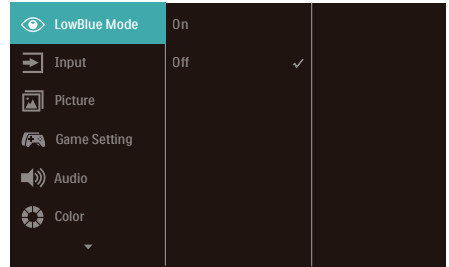 LowBlue Mode
On
Input
Off
Picture
Game Setting
Audio
Color